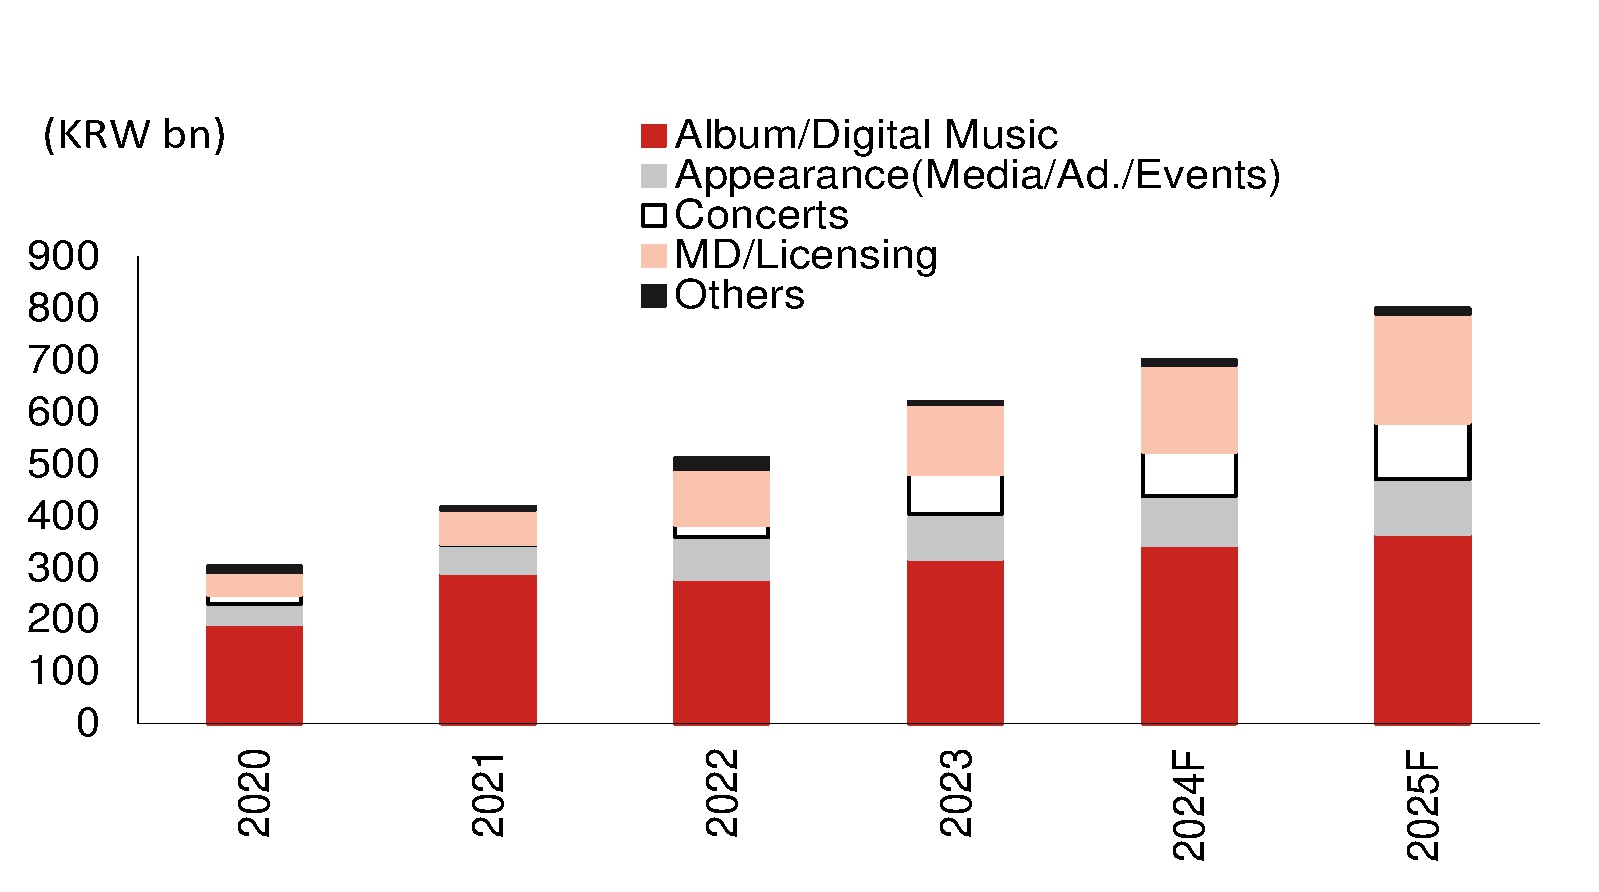 (KRW bn)
Album/Digital Music
Appearance(Media/Ad./Events)
Concerts
MD/Licensing
Others
900
800
700
600
500
400
300
200
100
0
2020
2021
2022
2023
2024F
2025F